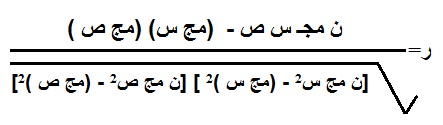 ن مجـ س ص - (مج س) (مج ص )
ر=
[ن مج س² - (مج س )² ] [ن مج ص² - (مج ص )²]